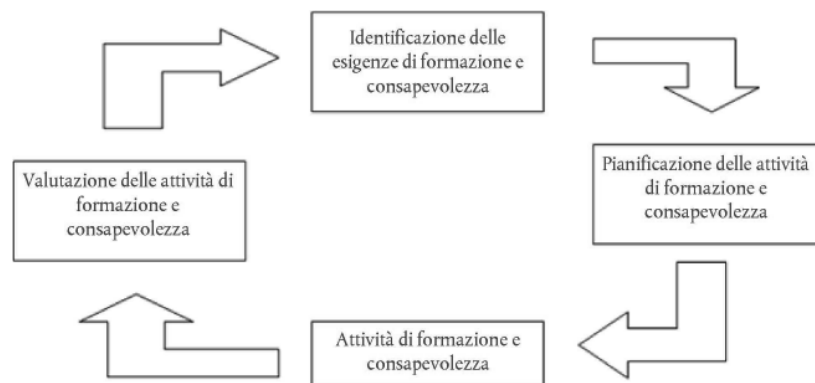 Identificazione delle
esigenze di formazione e
consapevolezza
Pianificazione delle attività
di formazione e
consapevolezza
Attività di formazione e
consapevolezza
Valutazione delle attività di
formazione e
consapevolezza